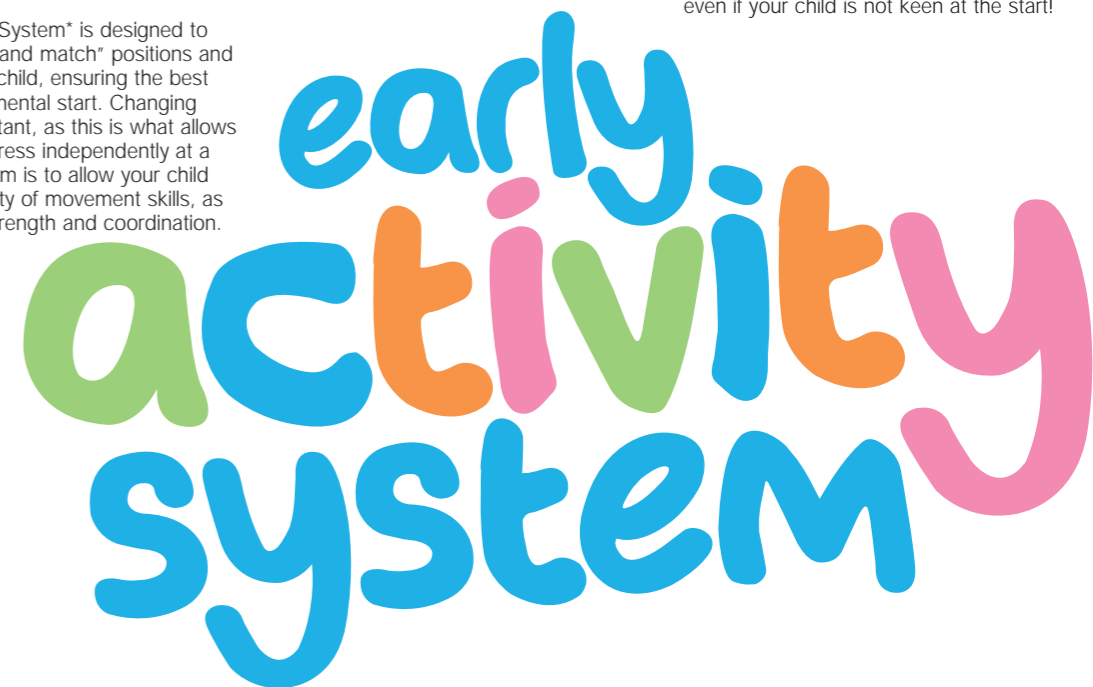 System* is designed to
and match” positions and
child, ensuring the best
mental start. Changing
tant, as this is what allows
ress independently at a
m is to allow your child
ty of movement skills, as
rength and coordination.
even if your child is not keen at the start!
early
activity
system